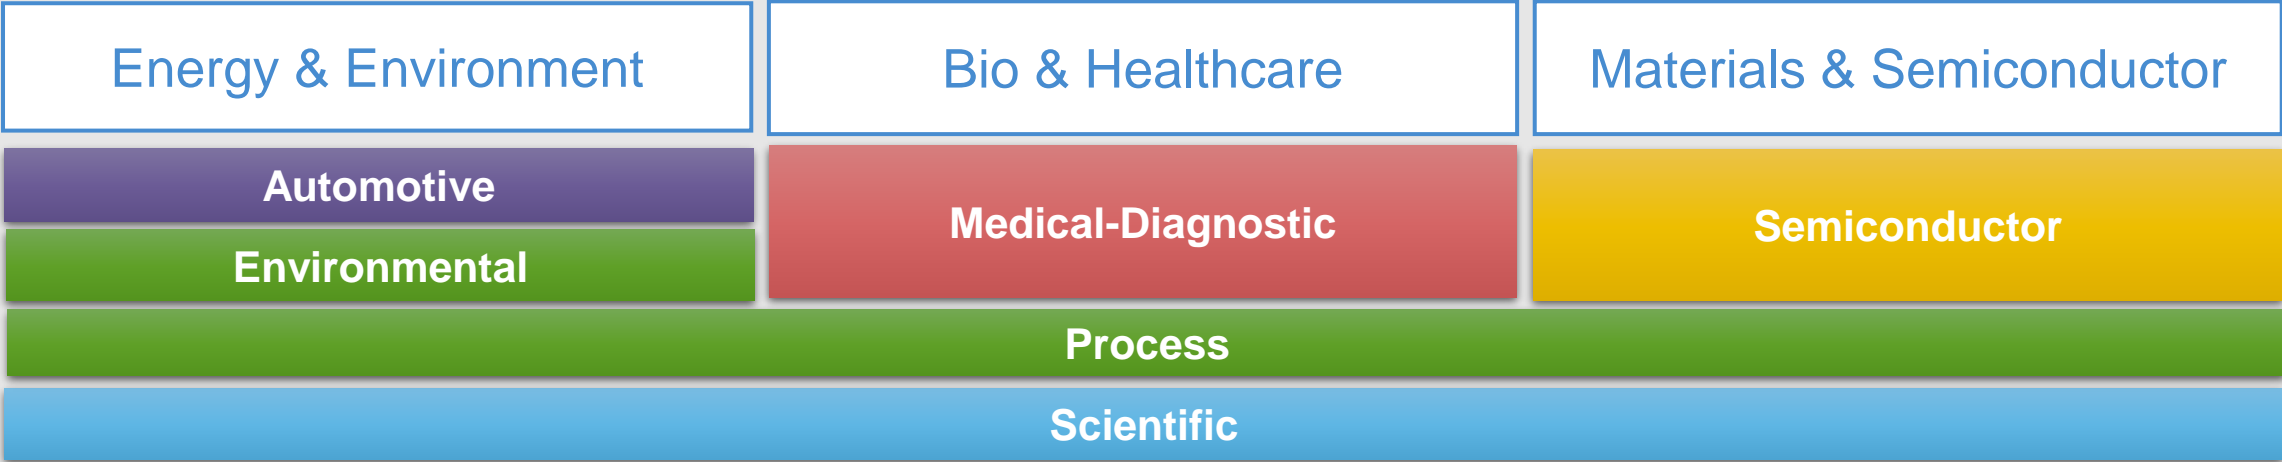 Energy & Environment
Bio & Healthcare
Materials & Semiconductor
Automotive
Medical-Diagnostic
Semiconductor
Environmental
Process
Scientific